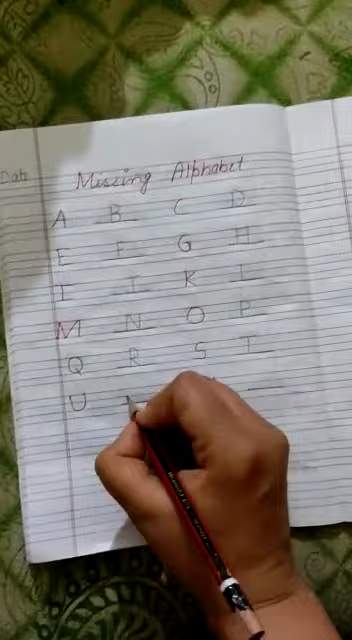 Date
Missing Alphabet
A B C D
E F G H
I J K L
M N O P
Q R S T
U